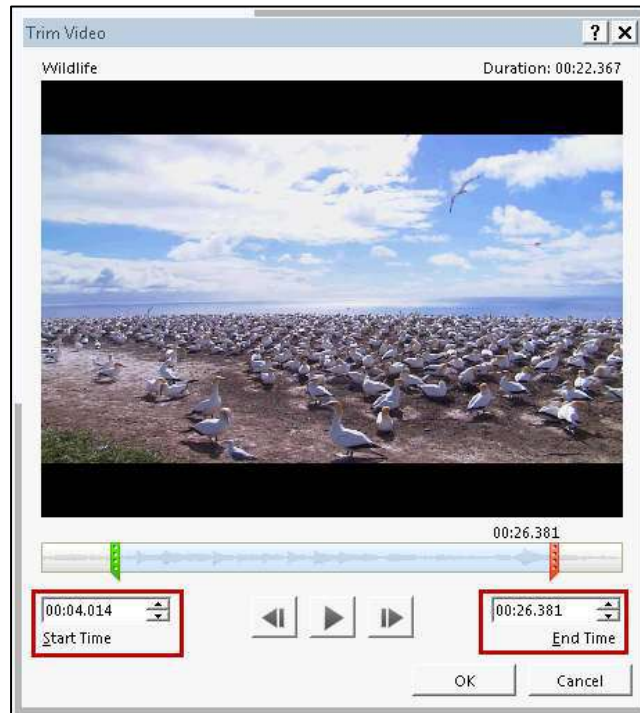 Trim Video ? X
Wildlife Duration: 00:22.367
00:26.381
00:04.014 00:26.381
Start Time End Time
OK Cancel